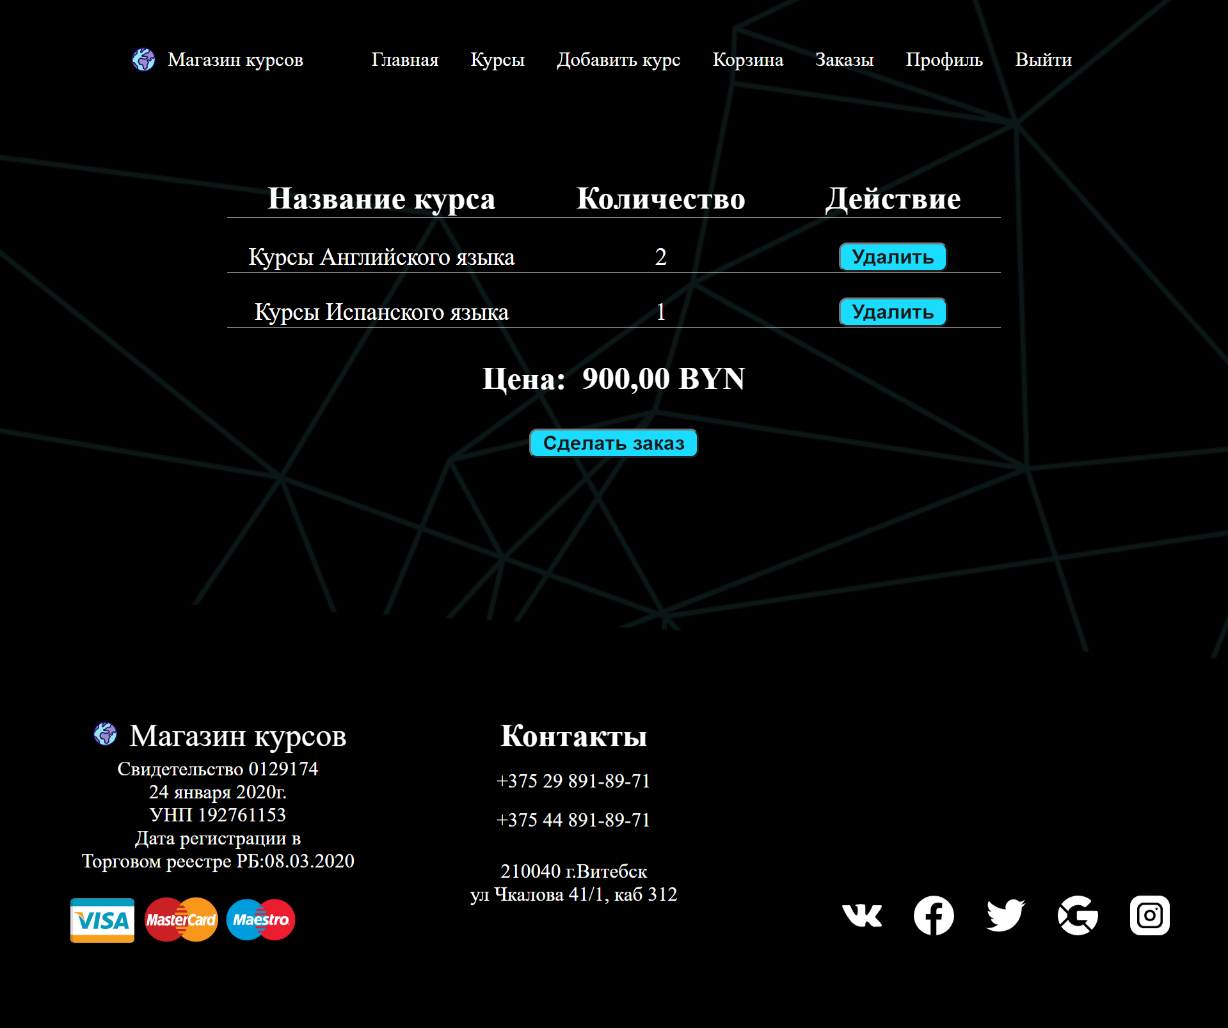 Магазин курсов Главная Курсы Добавить курс Корзина Заказы Профиль Выйти
Название курса Количество Действие
Курсы Английского языка 2 Удалить
Курсы Испанского языка 1 Удалить
Цена: 900,00 BYN
Сделать заказ
Магазин курсов
Свидетельство 0129174
24 января 2020г.
УНП 192761153
Дата регистрации в
Торговом реестре РБ:08.03.2020
VISA MasterCard Maestro
Контакты
+375 29 891-89-71
+375 44 891-89-71
210040 г.Витебск
ул Чкалова 41/1, каб 312